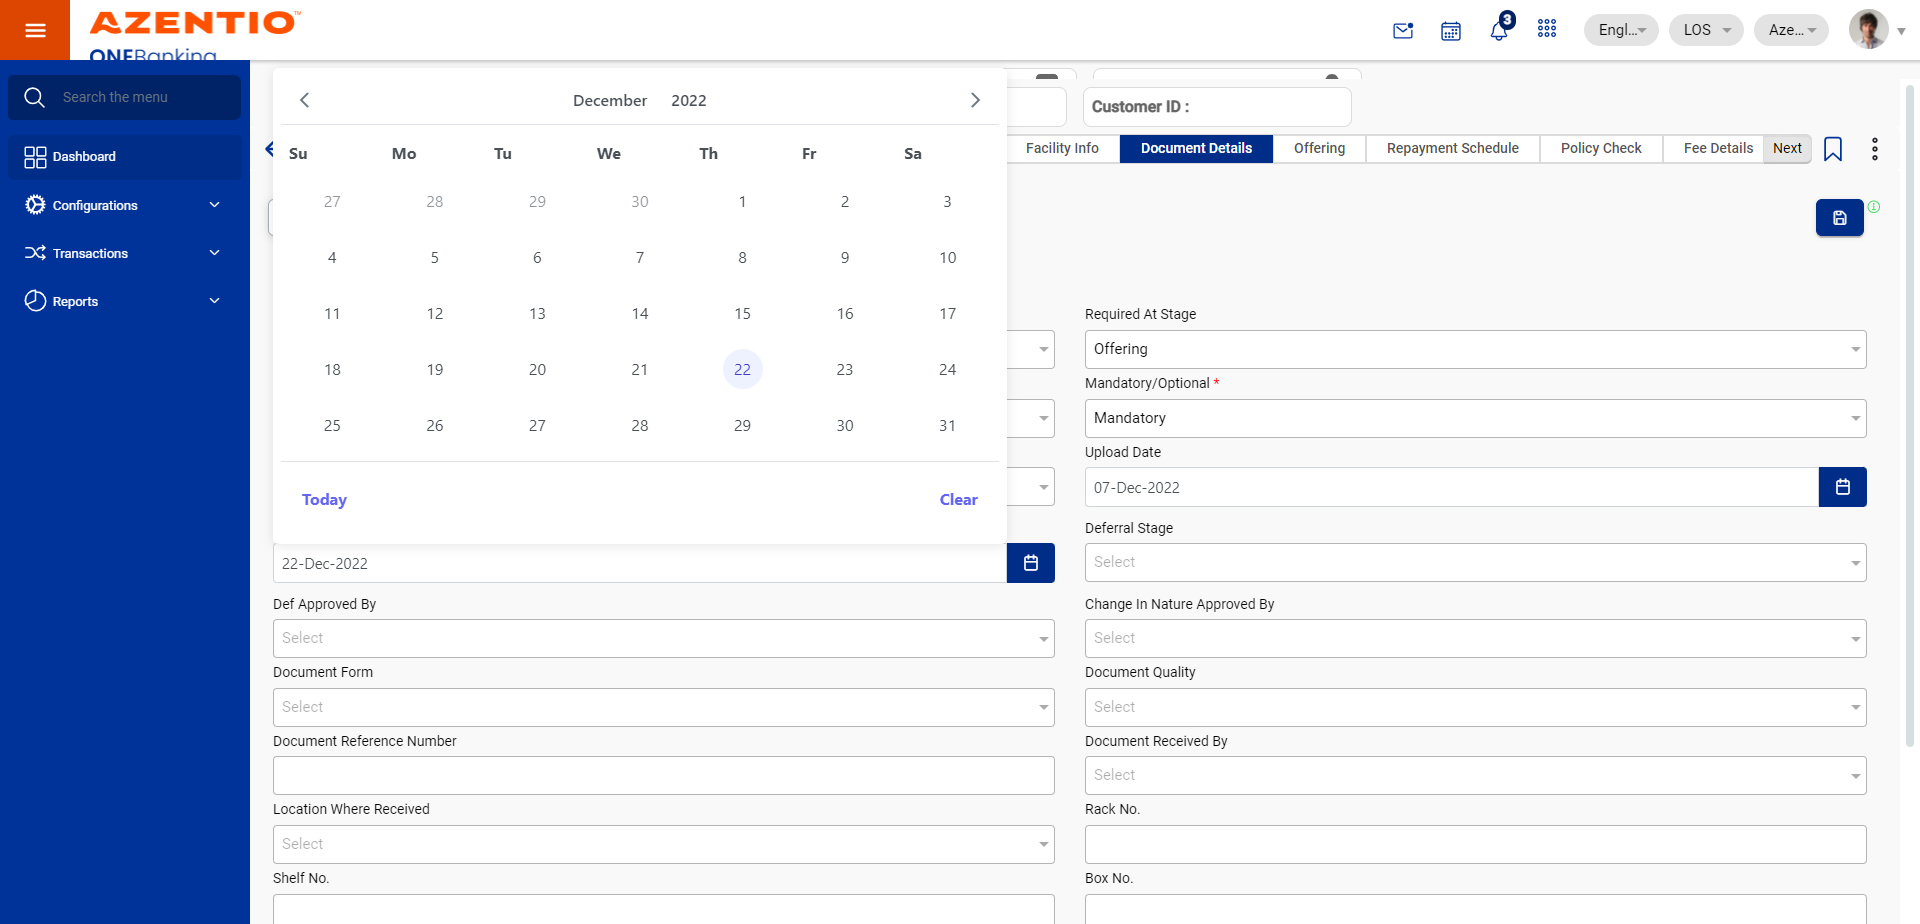 AZENTIO™
ONEBanking
3
Engl...
LOS
Aze...
Search the menu
Dashboard
Configurations
Transactions
Reports
December 2022
Su Mo Tu We Th Fr Sa
27 28 29 30 1 2 3
4 5 6 7 8 9 10
11 12 13 14 15 16 17
18 19 20 21 22 23 24
25 26 27 28 29 30 31
Today Clear
Customer ID :
Facility Info Document Details Offering Repayment Schedule Policy Check Fee Details Next
Required At Stage
Offering
Mandatory/Optional *
Mandatory
Upload Date
07-Dec-2022
Deferral Stage
22-Dec-2022 Select
Def Approved By Change In Nature Approved By
Select Select
Document Form Document Quality
Select Select
Document Reference Number Document Received By
Select
Location Where Received Rack No.
Select
Shelf No. Box No.